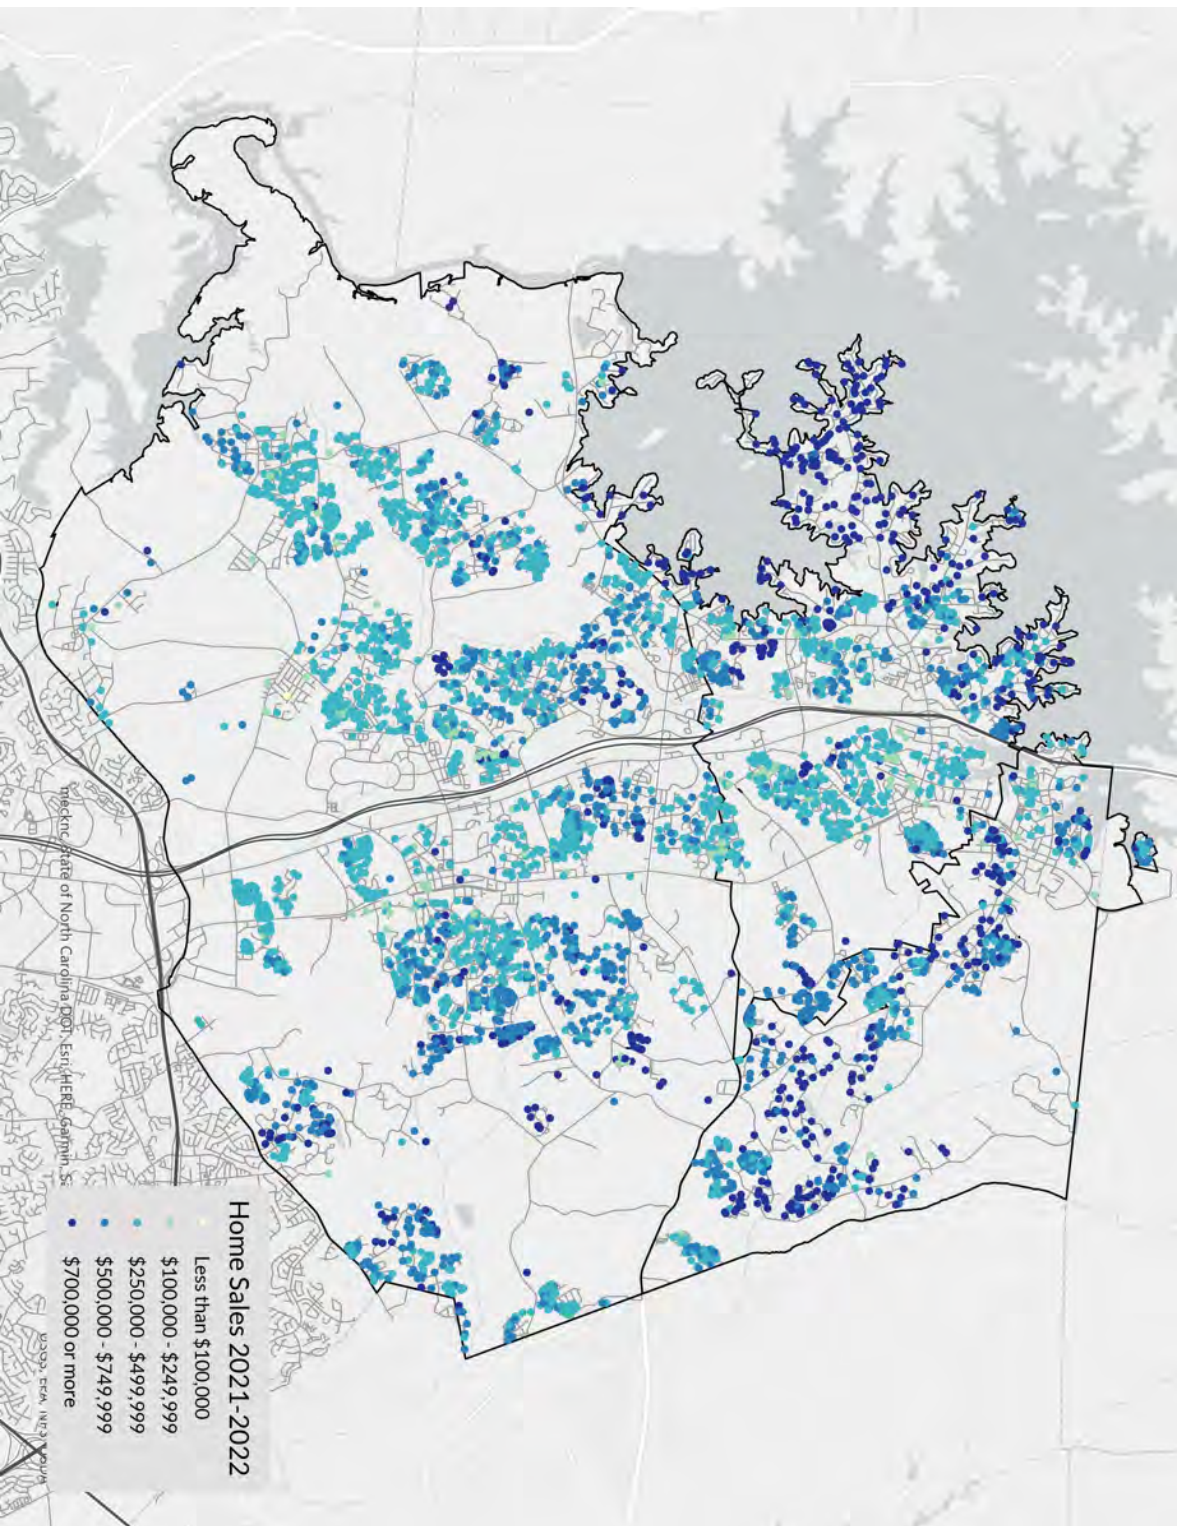 Home Sales 2021-2022
Less than $100,000
$100,000 - $249,999
$250,000 - $499,999
$500,000 - $749,999
$700,000 or more
mecknc, State of North Carolina DOT, Esri, HERE, Garmin,